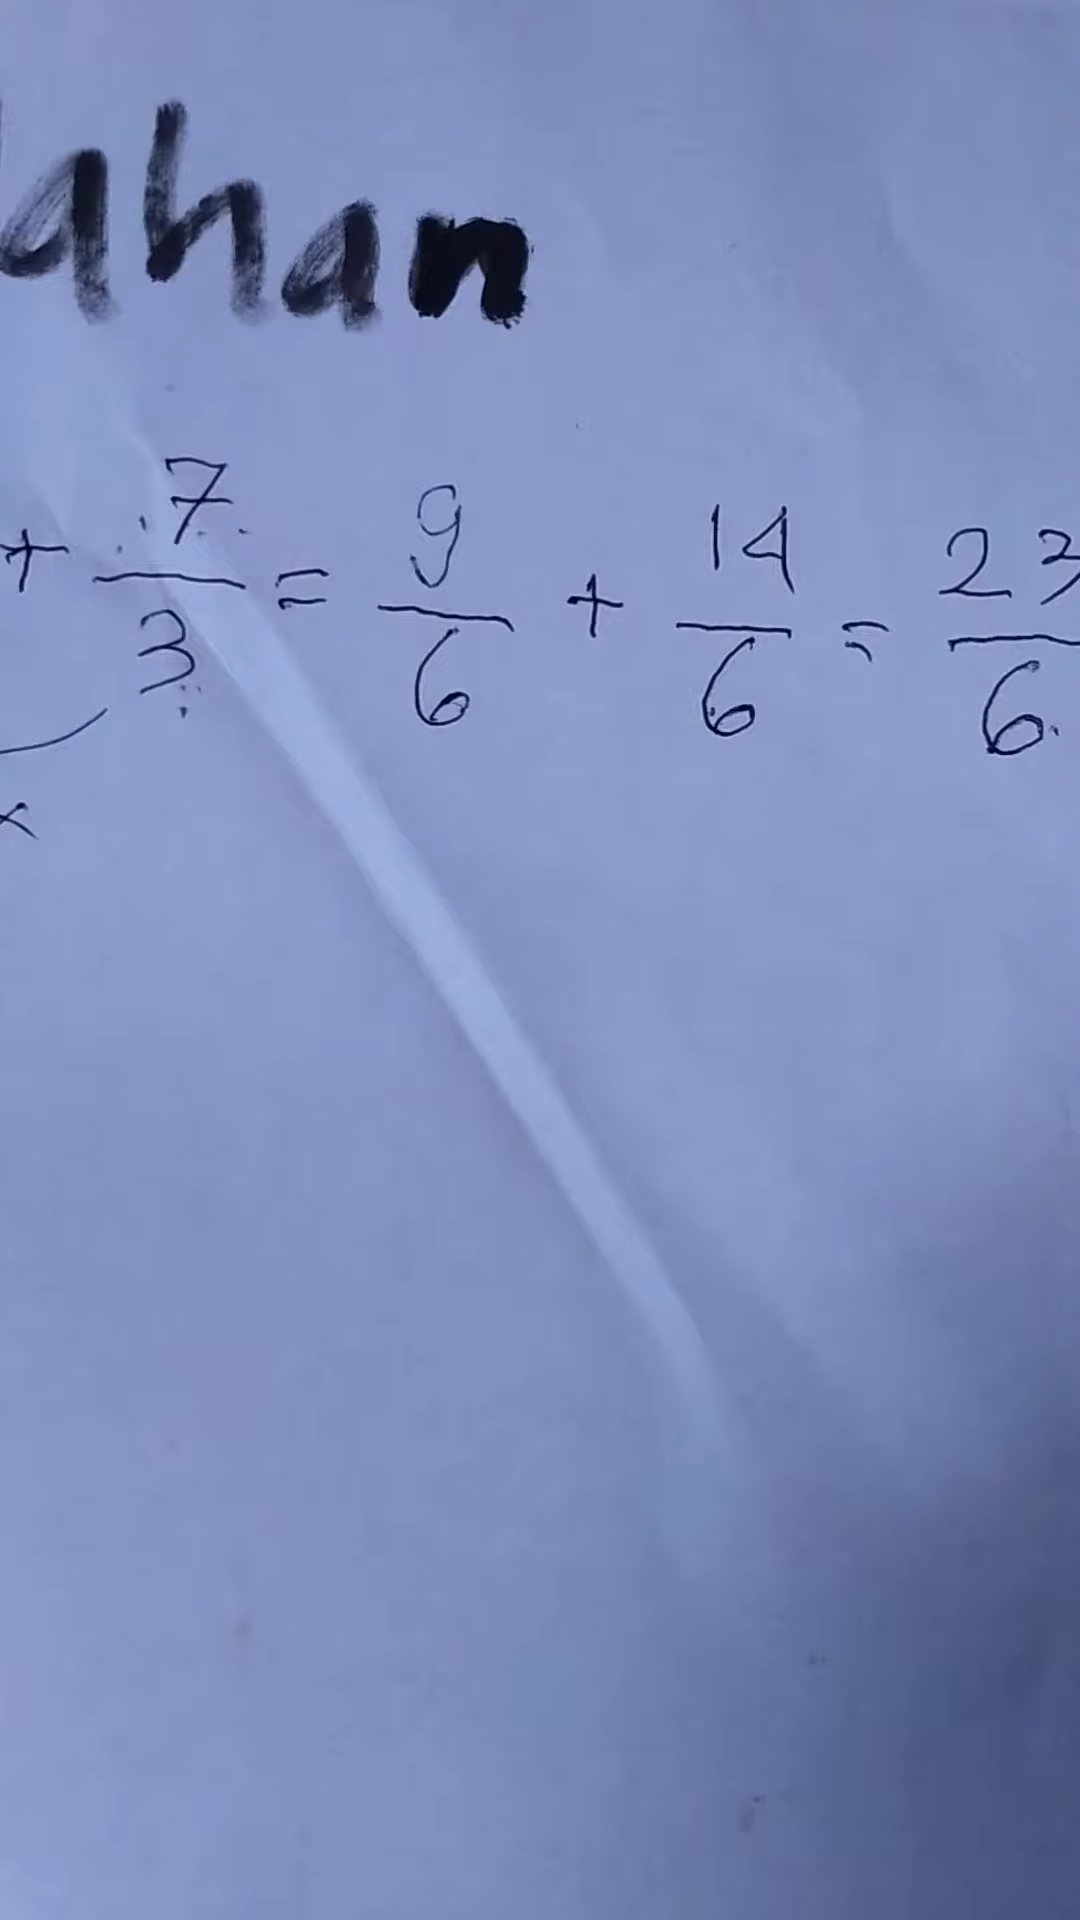 ahan
+ 7/3 = 9/6 + 14/6 = 23/6
x